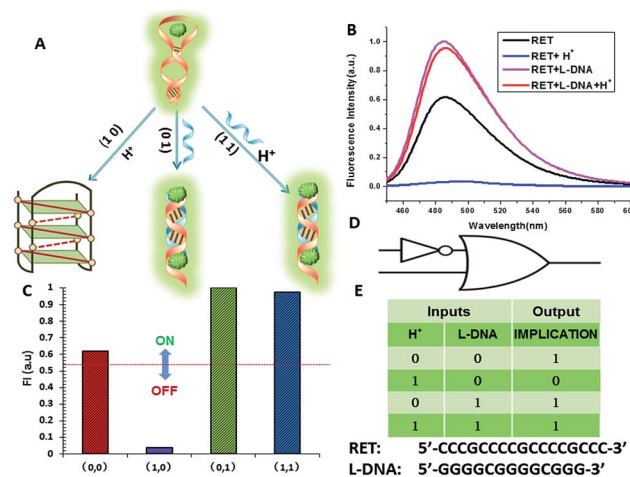 A
(1 0)
H⁺
(0 1)
(1 1)
H⁺
B
Fluorescence Intensity(a.u.)
1.0
0.8
0.6
0.4
0.2
0.0
RET
RET+ H⁺
RET+L-DNA
RET+L-DNA+H⁺
460 480 500 520 540 560 580 600
Wavelength(nm)
C
FI (a.u)
1
0.9
0.8
0.7
0.6
0.5
0.4
0.3
0.2
0.1
0
ON
OFF
(0,0) (1,0) (0,1) (1,1)
D
E
Inputs Output
H⁺ L-DNA IMPLICATION
0 0 1
1 0 0
0 1 1
1 1 1
RET: 5’-CCCGCCCCGCCCCGCCC-3’
L-DNA: 5’-GGGGCGGGGCGGG-3’